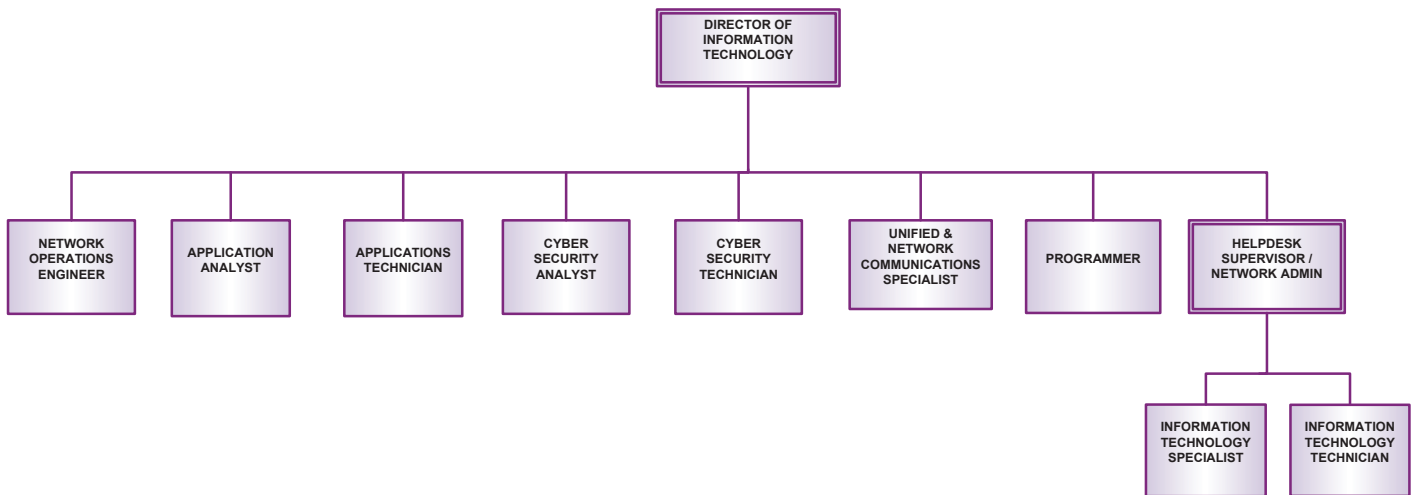 DIRECTOR OF
INFORMATION
TECHNOLOGY
NETWORK
OPERATIONS
ENGINEER
APPLICATION
ANALYST
APPLICATIONS
TECHNICIAN
CYBER
SECURITY
ANALYST
CYBER
SECURITY
TECHNICIAN
UNIFIED &
NETWORK
COMMUNICATIONS
SPECIALIST
PROGRAMMER
HELPDESK
SUPERVISOR /
NETWORK ADMIN
INFORMATION
TECHNOLOGY
SPECIALIST
INFORMATION
TECHNOLOGY
TECHNICIAN